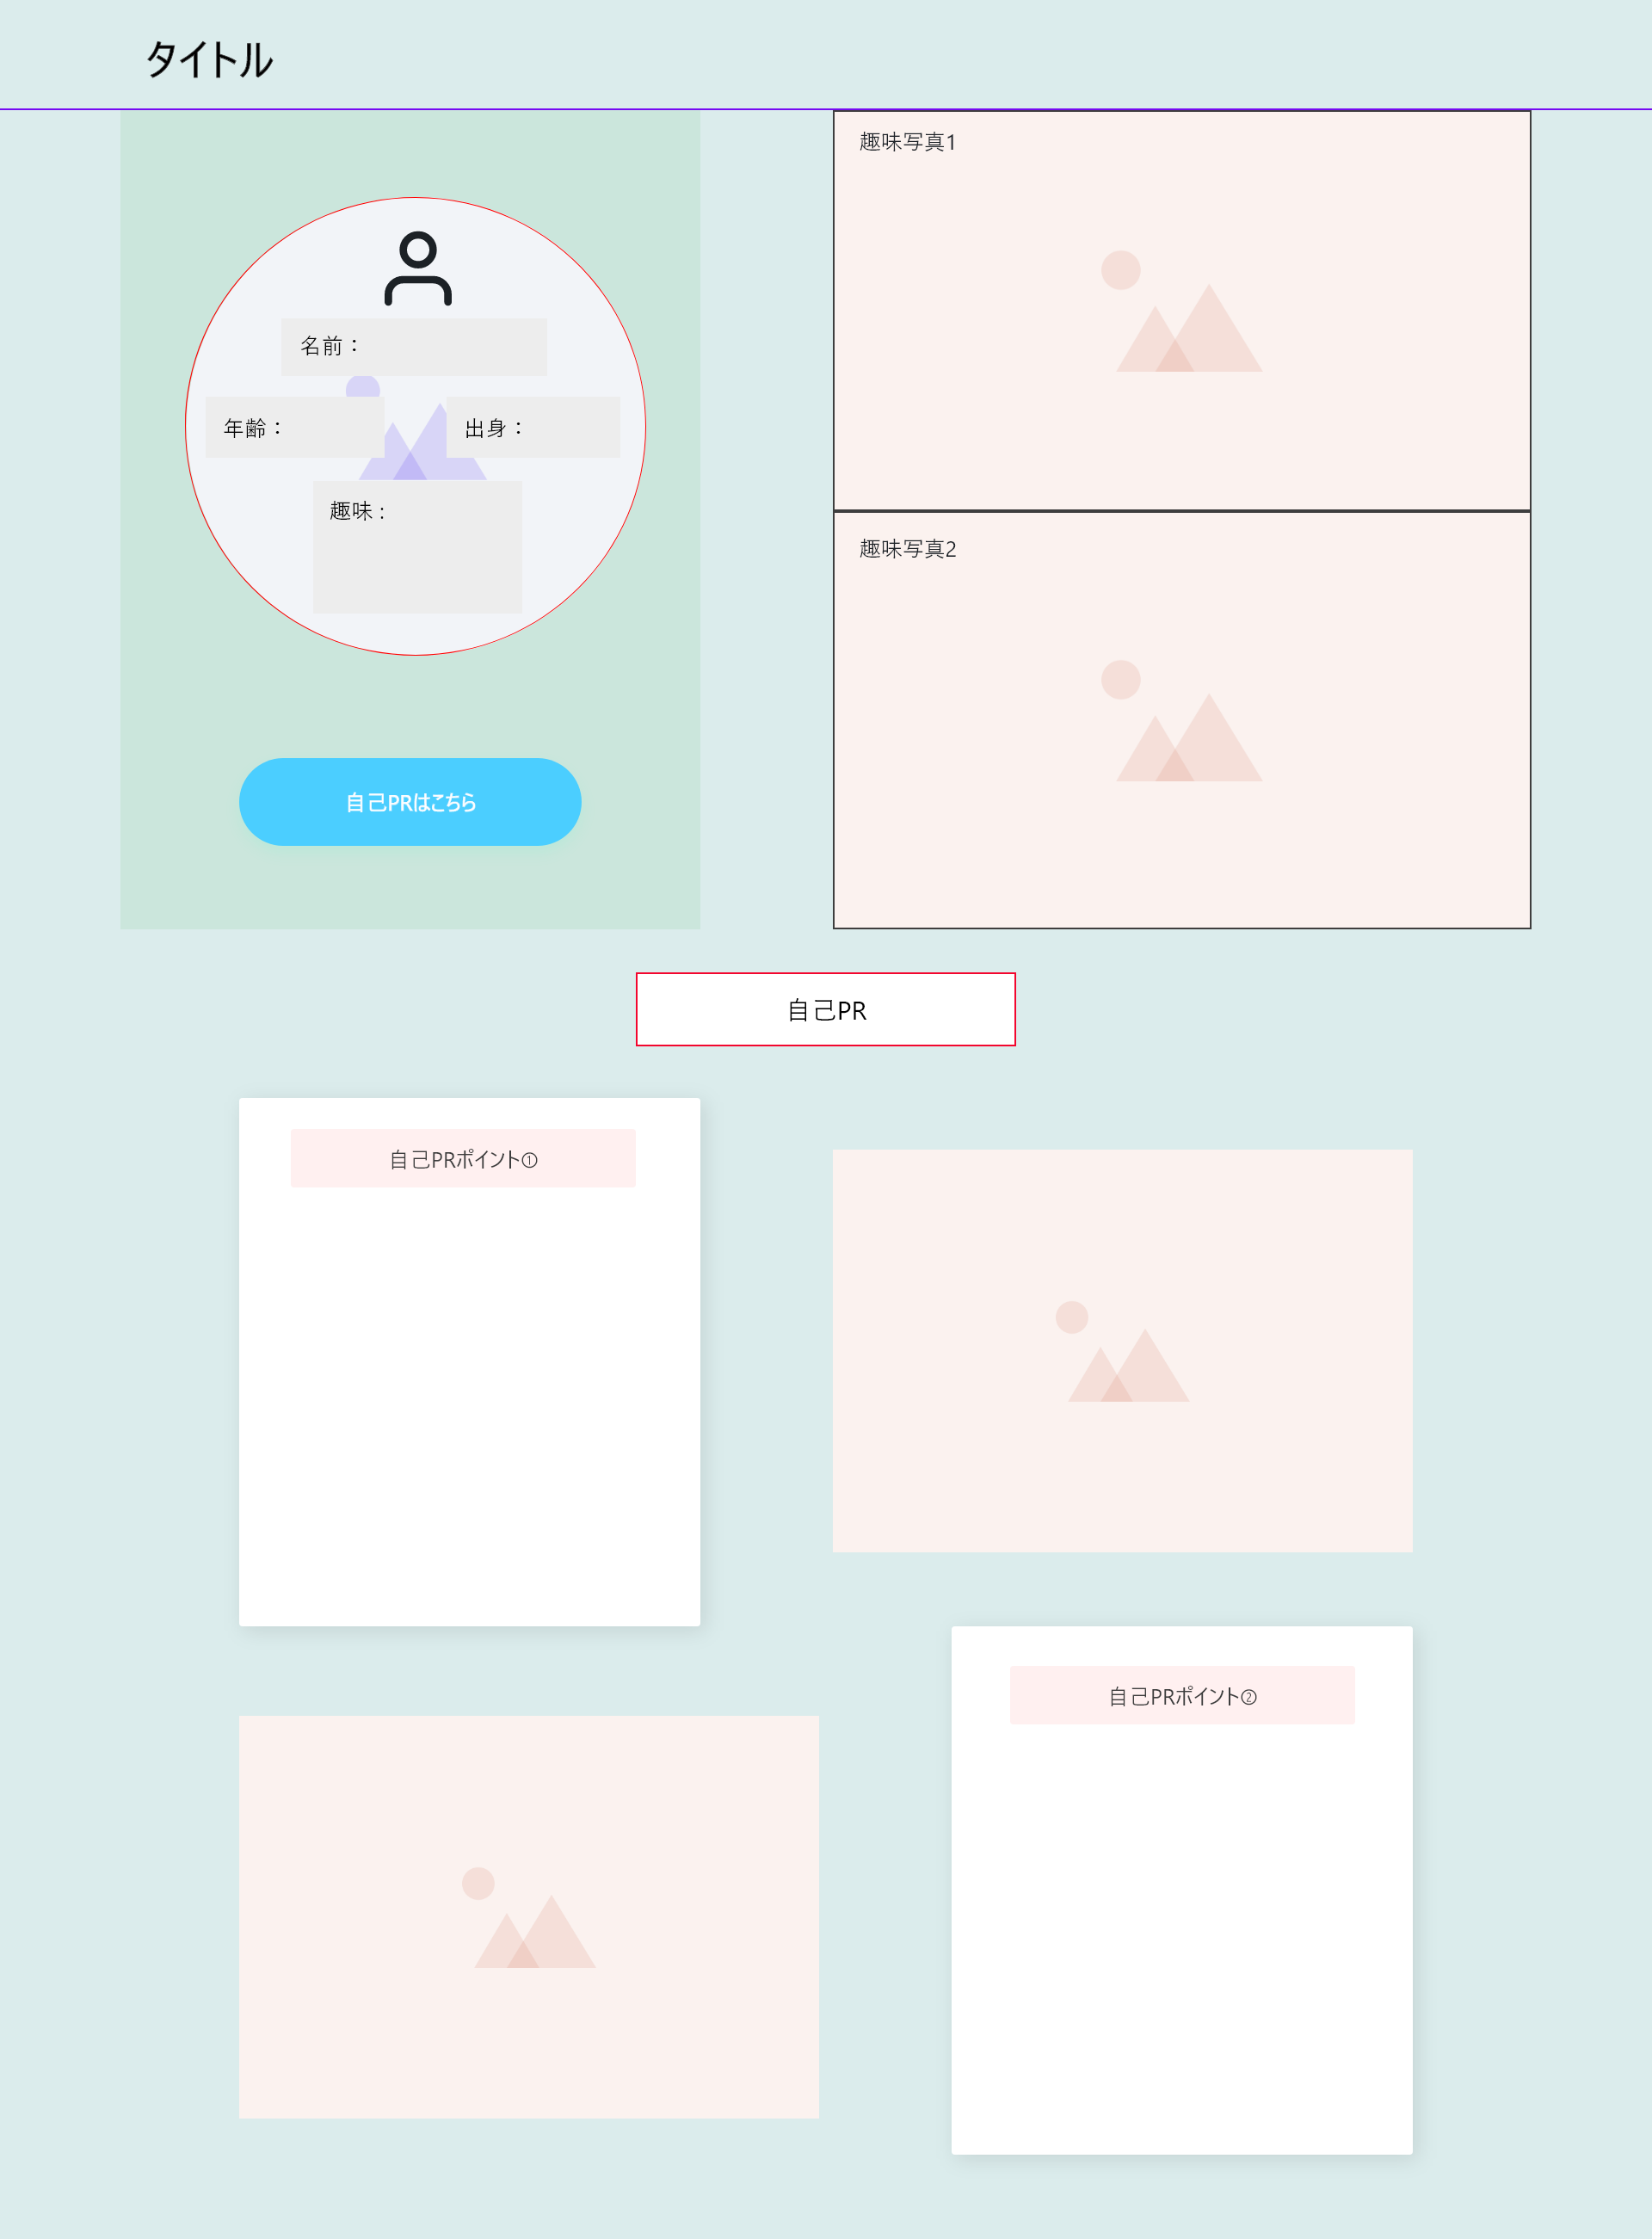 タイトル
名前：
年齢：
出身：
趣味 :
自己PRはこちら
趣味写真1
趣味写真2
自己PR
自己PRポイント①
自己PRポイント②